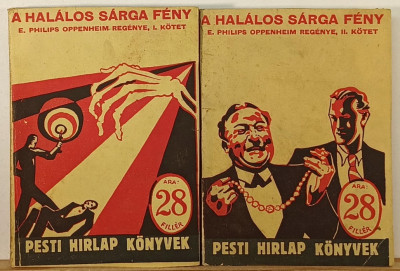 A HALÁLOS SÁRGA FÉNY
E. PHILIPS OPPENHEIM REGÉNYE, I. KÖTET
ÁRA:
28
FILLÉR
PESTI HIRLAP KÖNYVEK
A HALÁLOS SÁRGA FÉNY
E. PHILIPS OPPENHEIM REGÉNYE, II. KÖTET
ÁRA:
28
FILLÉR
PESTI HIRLAP KÖNYVEK